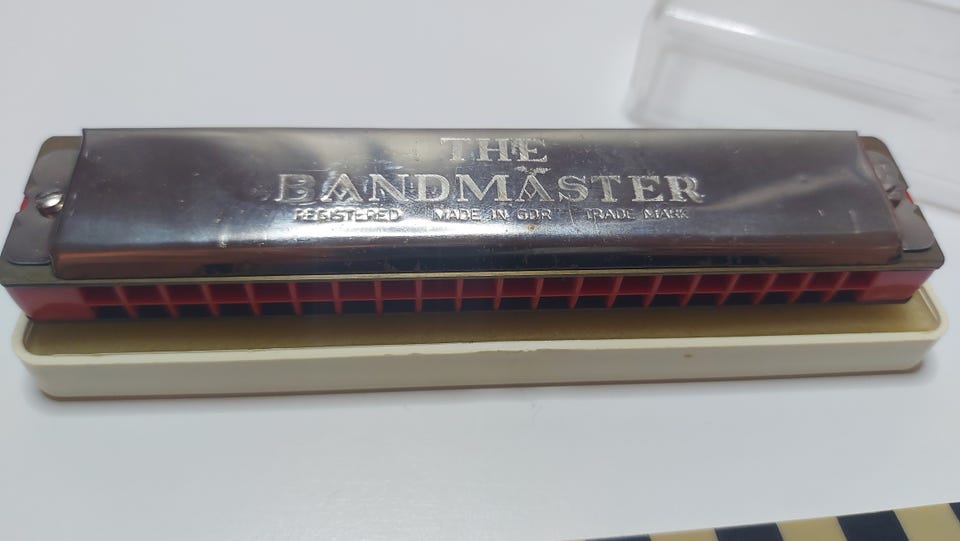 THE
BANDMASTER
REGISTERED MADE IN GDR TRADE MARK